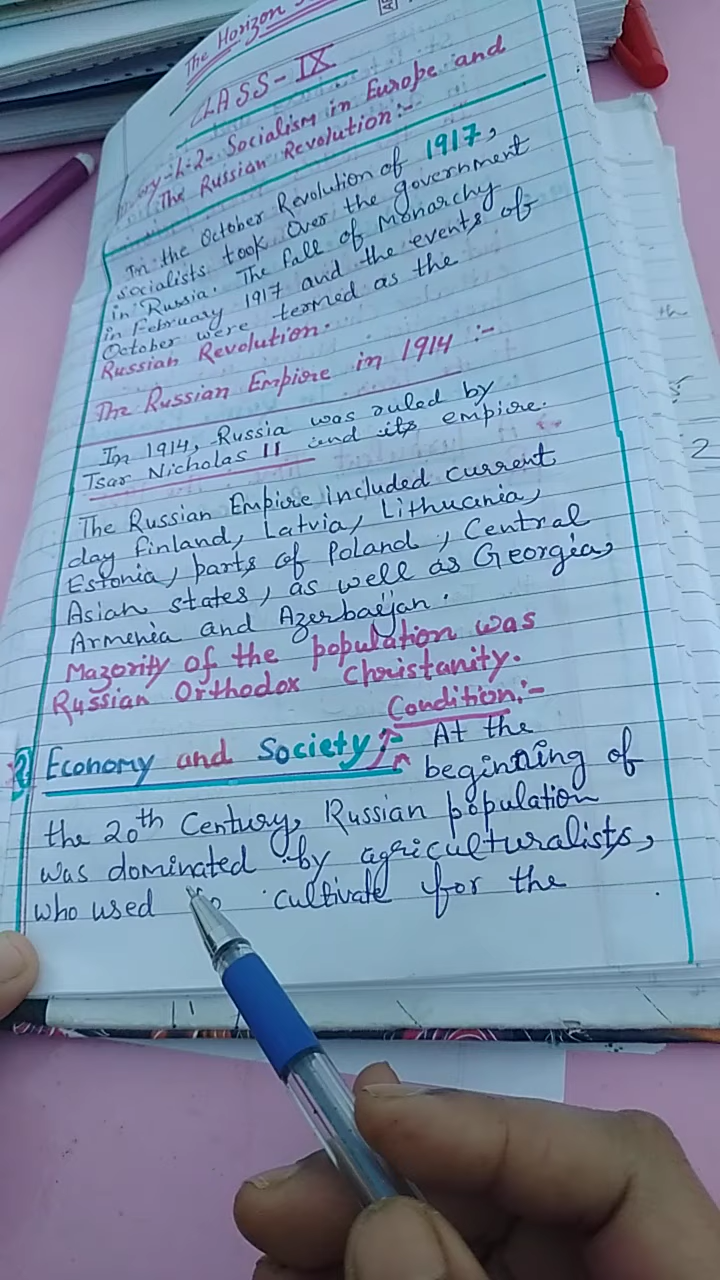 The Horizon
CLASS-IX
-2- Socialism in Europe and
The Russian Revolution:-
In the October Revolution of 1917,
socialists took over the government
in Russia. The fall of Monarchy
in February 1917 and the events of
October were termed as the
Russian Revolution.
The Russian Empire in 1914 :-
In 1914, Russia was ruled by
Tsar Nicholas II and its empire.
The Russian Empire included current
day Finland, Latvia, Lithuania,
Estonia, parts of Poland, Central
Asian states, as well as Georgia,
Armenia and Azerbaijan.
Mazority of the population was
Russian Orthodox Christanity.
Condition:-
Economy and Society:- At the
beginning of
the 20th Century, Russian population
was dominated by agriculturalists,
who used to cultivate for the
2